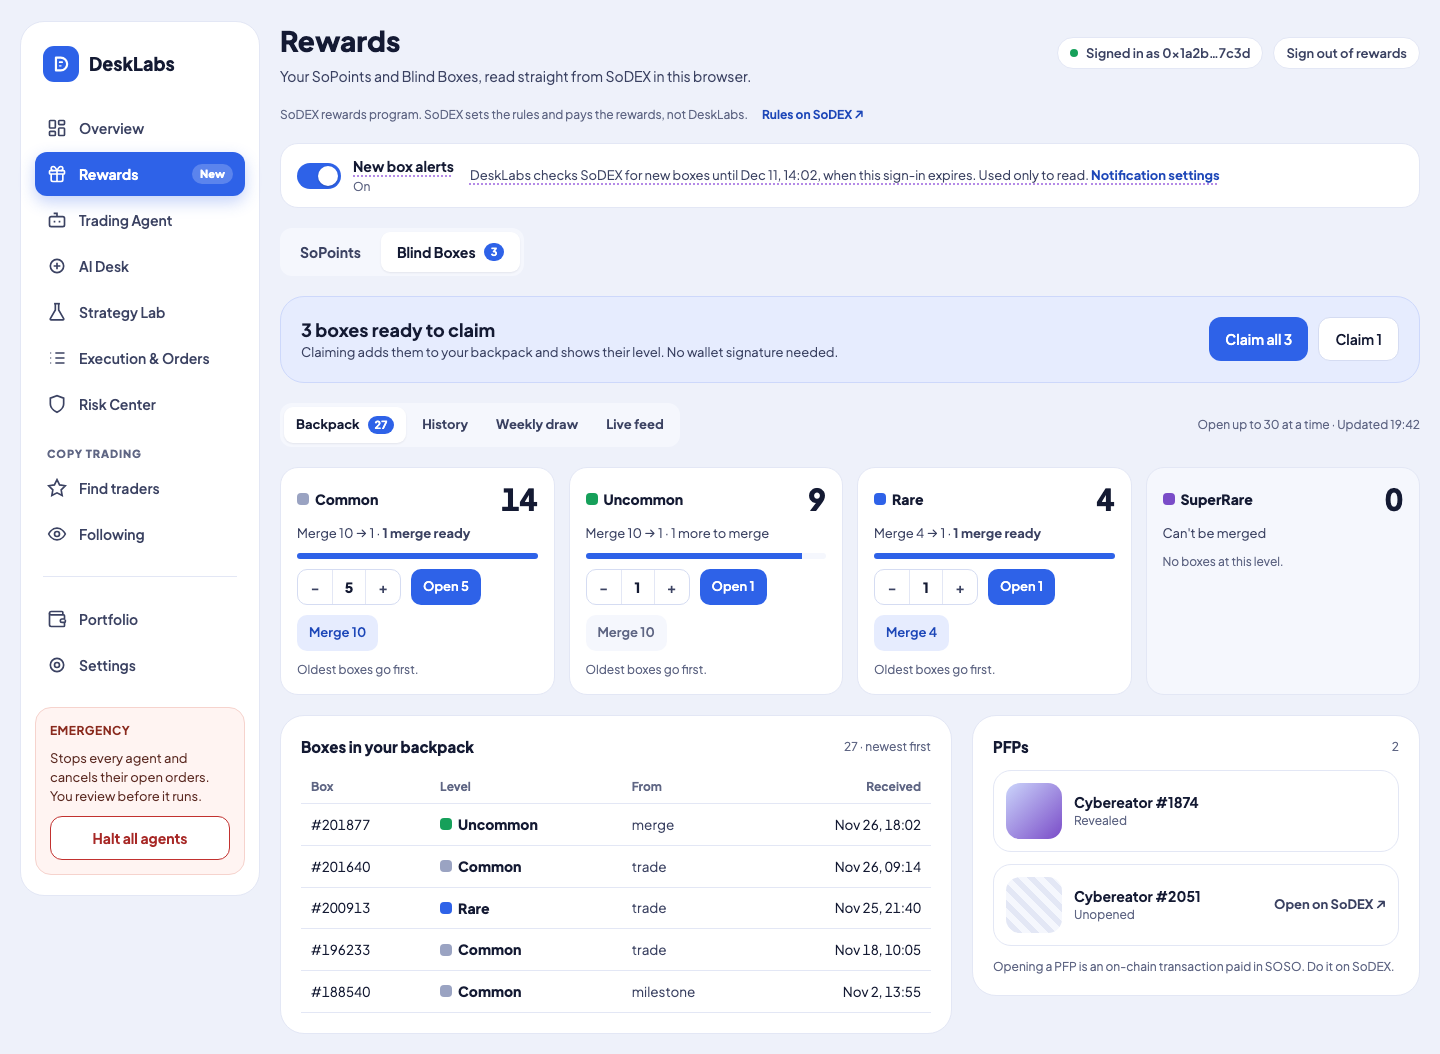 DeskLabs
Overview
Rewards New
Trading Agent
AI Desk
Strategy Lab
Execution & Orders
Risk Center
COPY TRADING
Find traders
Following
Portfolio
Settings
EMERGENCY
Stops every agent and
cancels their open orders.
You review before it runs.
Halt all agents
Rewards
Your SoPoints and Blind Boxes, read straight from SoDEX in this browser.
Signed in as 0×1a2b…7c3d
Sign out of rewards
SoDEX rewards program. SoDEX sets the rules and pays the rewards, not DeskLabs. Rules on SoDEX ↗
New box alerts
On
DeskLabs checks SoDEX for new boxes until Dec 11, 14:02, when this sign-in expires. Used only to read. Notification settings
SoPoints
Blind Boxes 3
3 boxes ready to claim
Claiming adds them to your backpack and shows their level. No wallet signature needed.
Claim all 3
Claim 1
Backpack 27
History
Weekly draw
Live feed
Open up to 30 at a time · Updated 19:42
Common 14
Merge 10 → 1 · 1 merge ready
− 5 +
Open 5
Merge 10
Oldest boxes go first.
Uncommon 9
Merge 10 → 1 · 1 more to merge
− 1 +
Open 1
Merge 10
Oldest boxes go first.
Rare 4
Merge 4 → 1 · 1 merge ready
− 1 +
Open 1
Merge 4
Oldest boxes go first.
SuperRare 0
Can't be merged
No boxes at this level.
Boxes in your backpack
27 · newest first
Box Level From Received
#201877 Uncommon merge Nov 26, 18:02
#201640 Common trade Nov 26, 09:14
#200913 Rare trade Nov 25, 21:40
#196233 Common trade Nov 18, 10:05
#188540 Common milestone Nov 2, 13:55
PFPs 2
Cybereator #1874
Revealed
Cybereator #2051
Unopened
Open on SoDEX ↗
Opening a PFP is an on-chain transaction paid in SOSO. Do it on SoDEX.